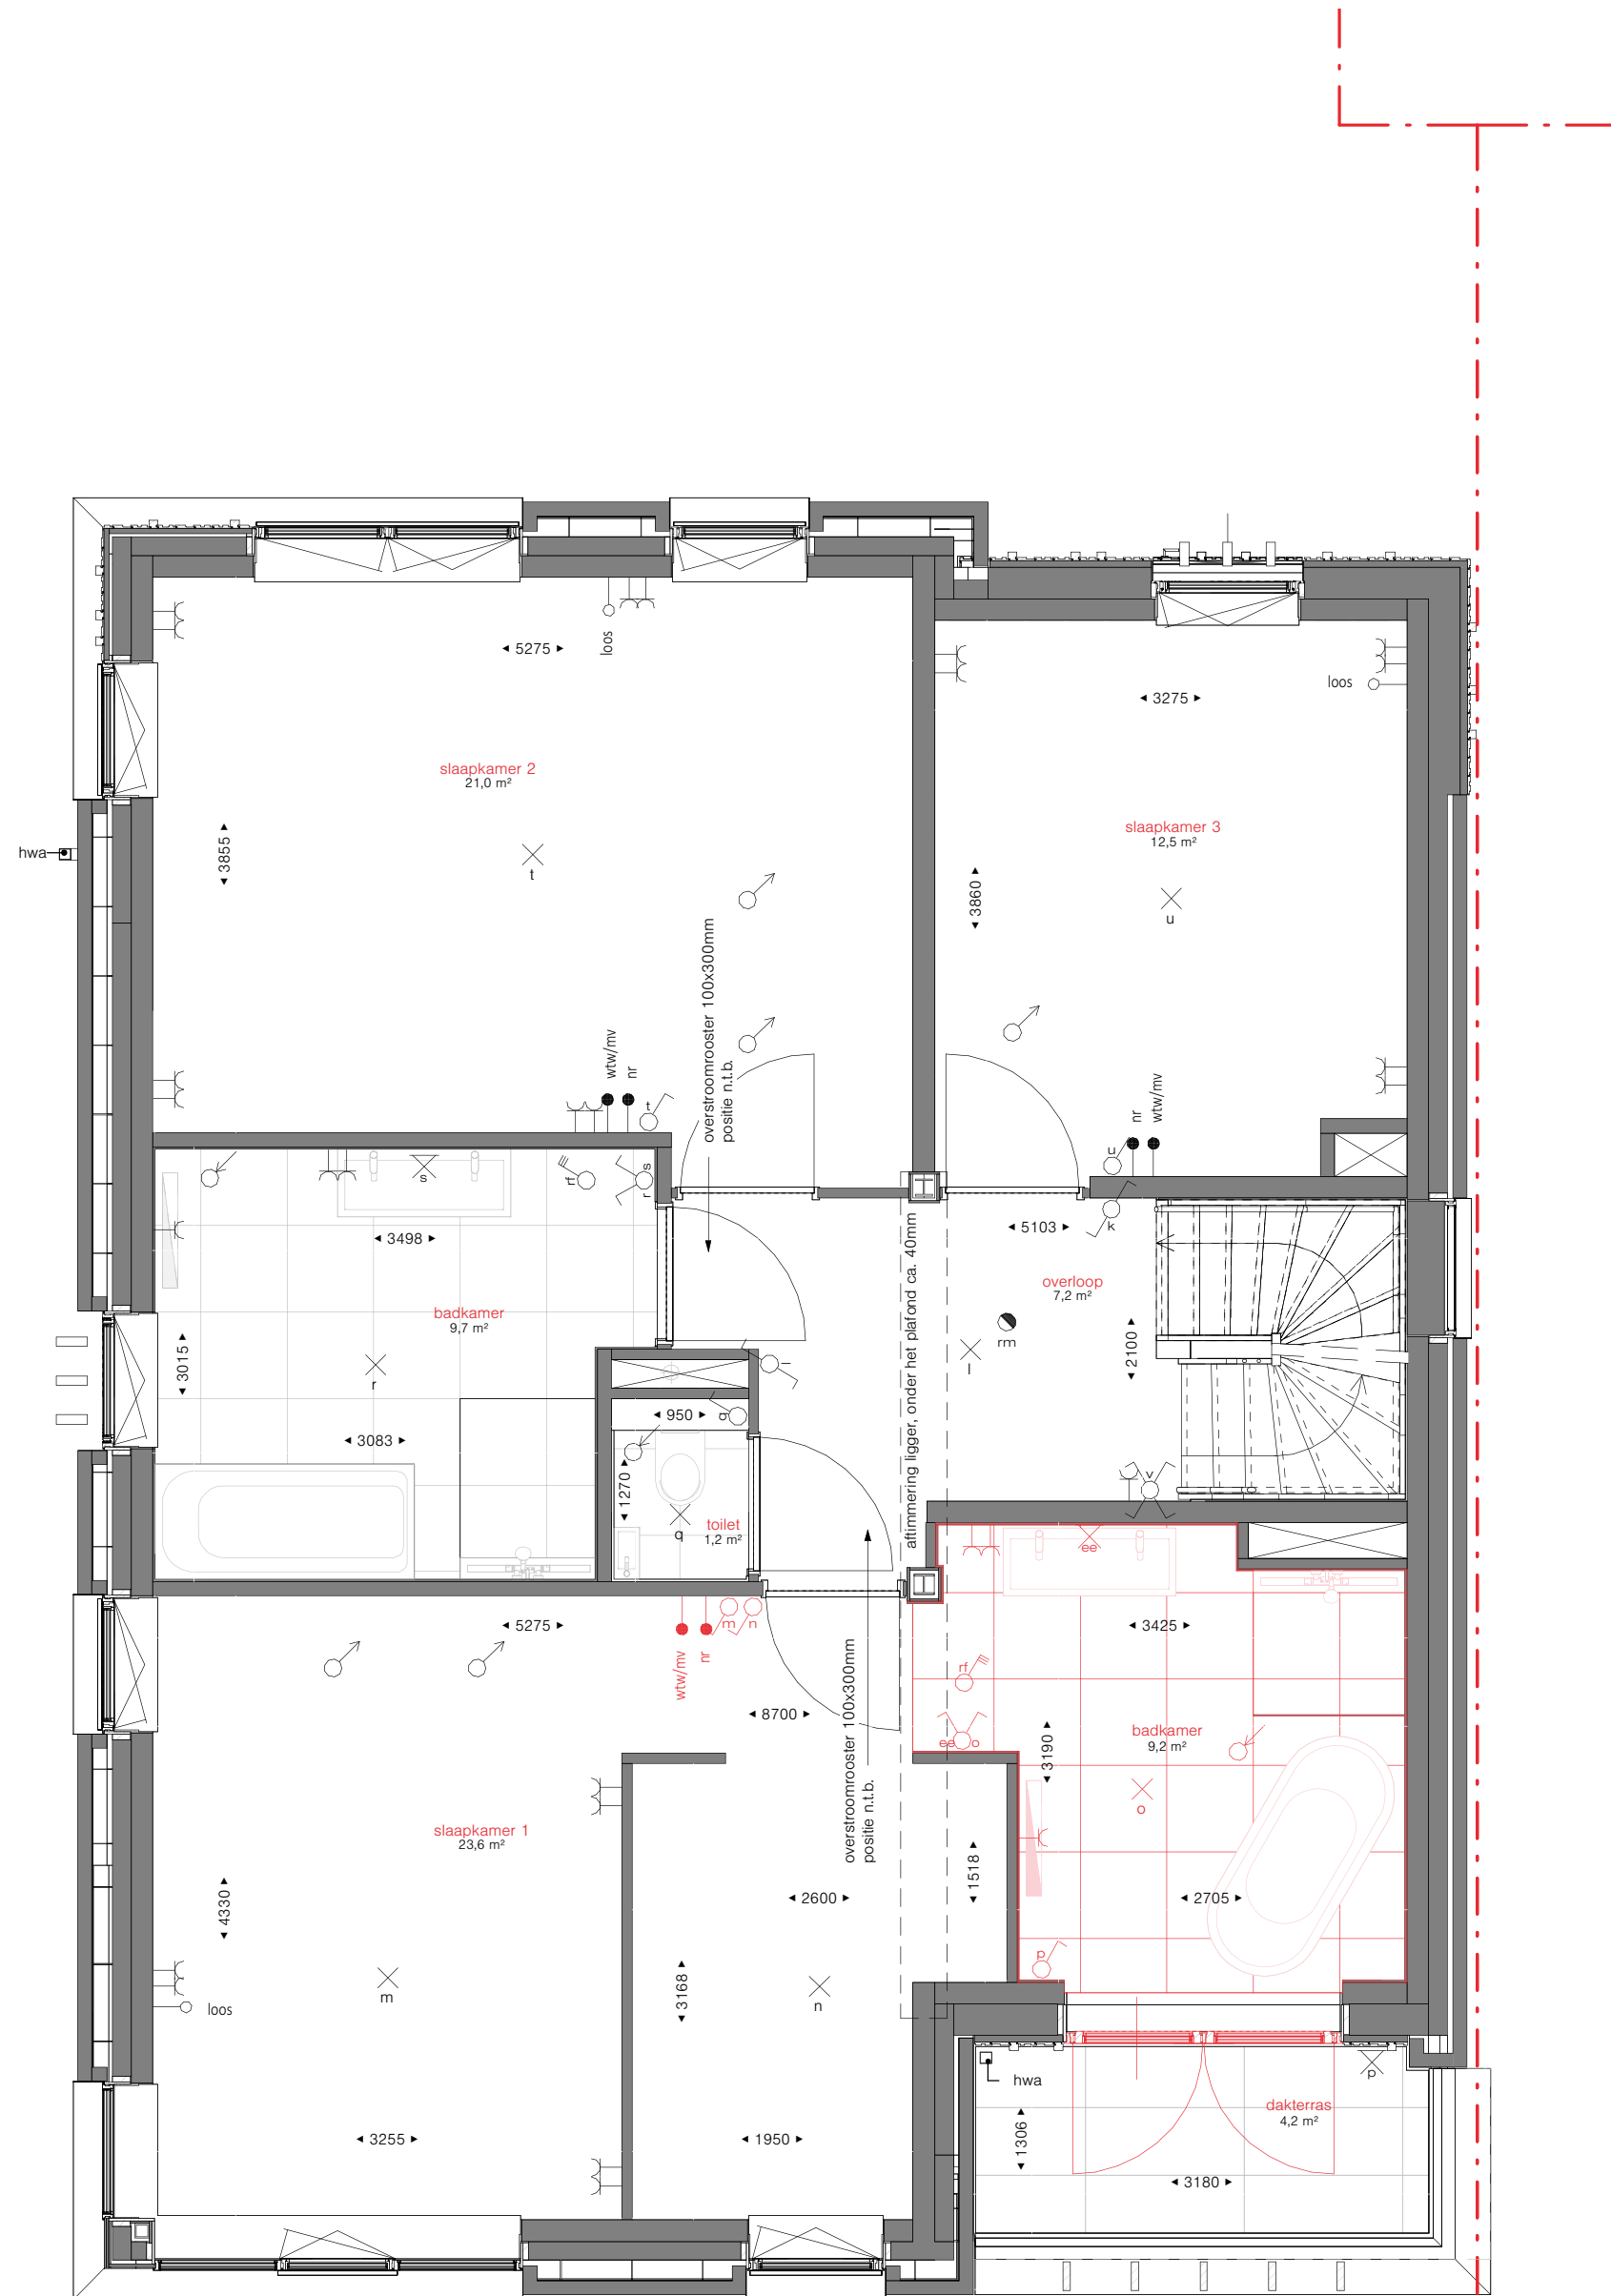 5275
loos
loos
3275
slaapkamer 2
21,0 m²
slaapkamer 3
12,5 m²
hwa
3855
t
3860
u
overstroomrooster 100x300mm
positie n.t.b.
wtw/mv
nr
t
nr
wtw/mv
u
s
rf
r s
k
3498
5103
aftimmering ligger, onder het plafond ca. 40mm
overloop
7,2 m²
badkamer
9,7 m²
rm
l
l
2100
3015
r
950
q
3083
1270
v
toilet
1,2 m²
q
ee
5275
m
n
3425
wtw/mv
nr
rf
8700
overstroomrooster 100x300mm
positie n.t.b.
ee
o
3190
badkamer
9,2 m²
o
slaapkamer 1
23,6 m²
1518
2600
2705
4330
p
m
3168
n
loos
hwa
p
dakterras
4,2 m²
1306
3255
1950
3180